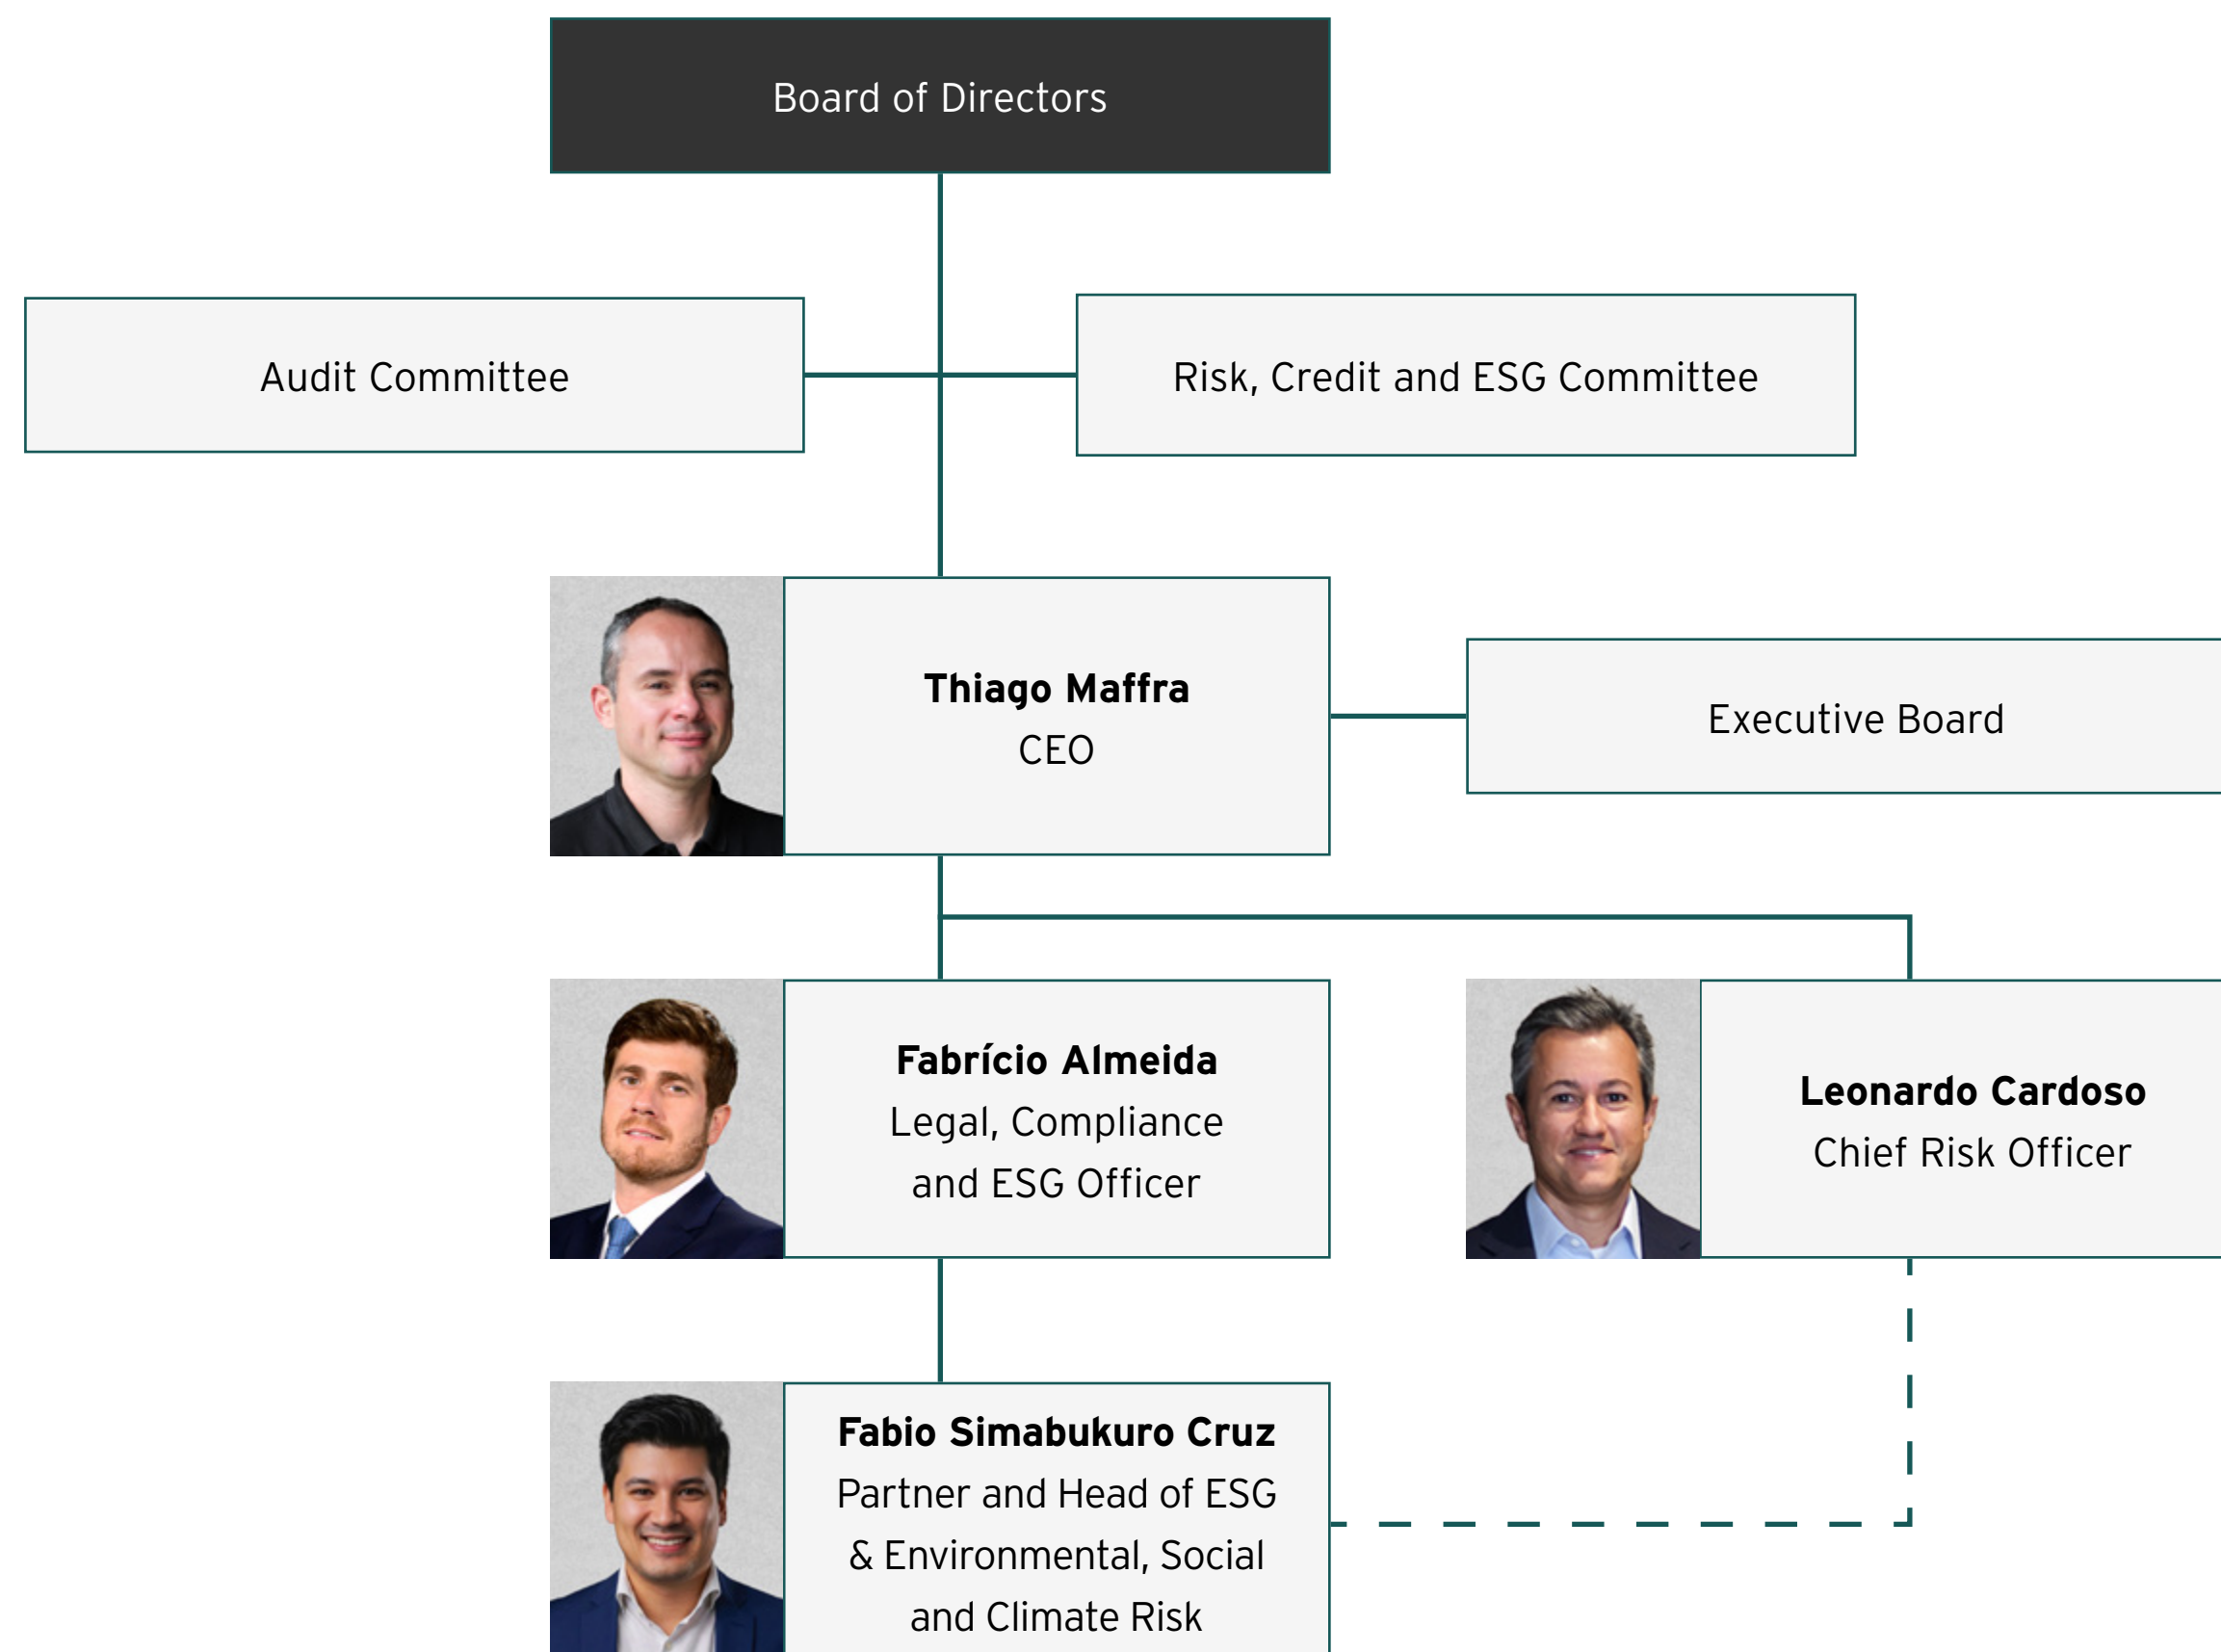 Board of Directors
Audit Committee
Risk, Credit and ESG Committee
Thiago Maffra
CEO
Executive Board
Fabrício Almeida
Legal, Compliance
and ESG Officer
Leonardo Cardoso
Chief Risk Officer
Fabio Simabukuro Cruz
Partner and Head of ESG
& Environmental, Social
and Climate Risk